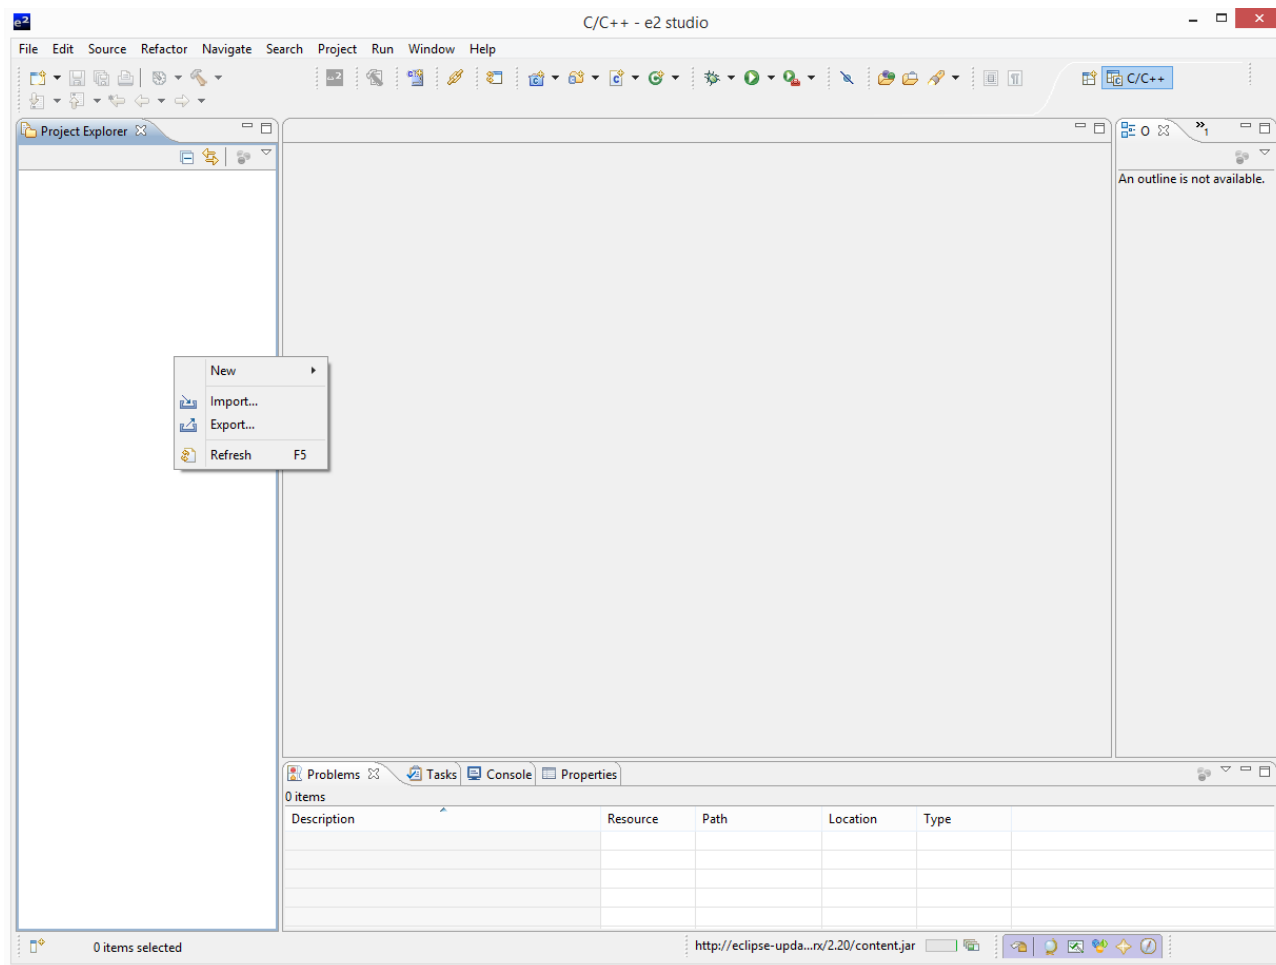 e²
C/C++ - e2 studio
File Edit Source Refactor Navigate Search Project Run Window Help
C/C++
Project Explorer
O
»1
An outline is not available.
New
Import...
Export...
Refresh F5
Problems Tasks Console Properties
0 items
Description Resource Path Location Type
0 items selected
http://eclipse-upda...rx/2.20/content.jar